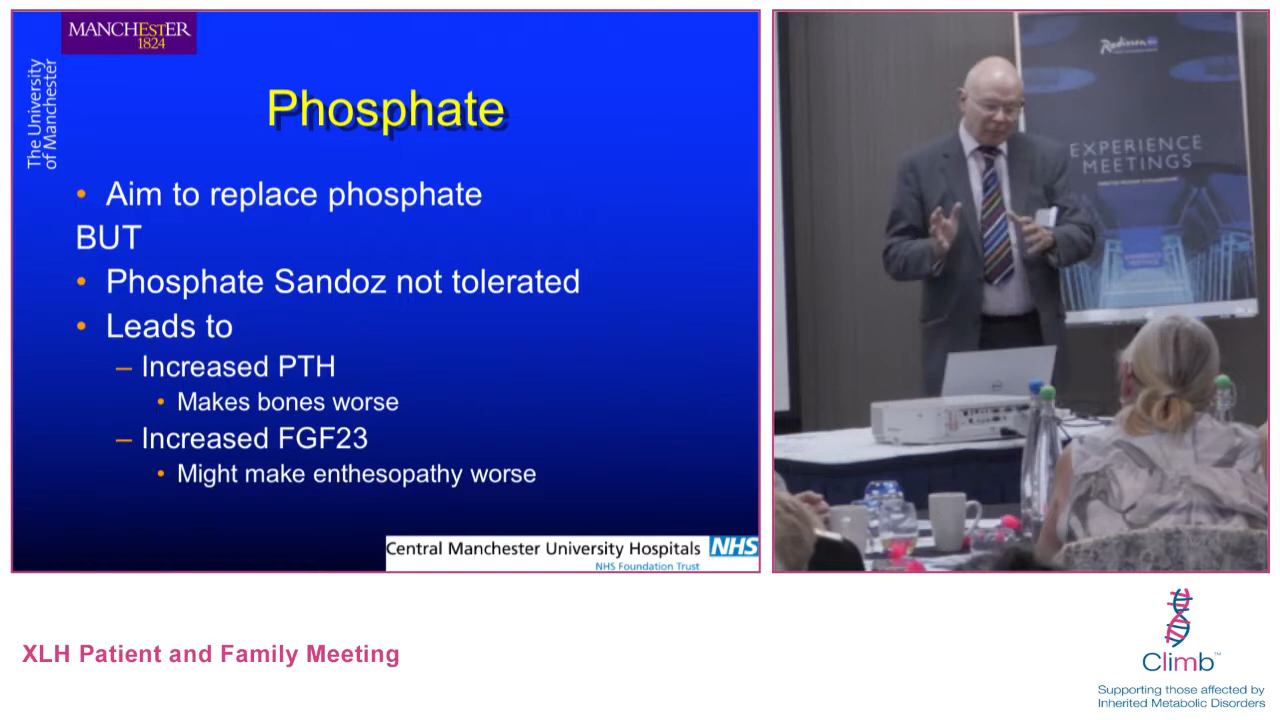 MANCHESTER
1824
The University
of Manchester
Phosphate
• Aim to replace phosphate
BUT
• Phosphate Sandoz not tolerated
• Leads to
– Increased PTH
• Makes bones worse
– Increased FGF23
• Might make enthesopathy worse
Central Manchester University Hospitals NHS
NHS Foundation Trust
Radisson
EXPERIENCE
MEETINGS
XLH Patient and Family Meeting
Climb™
Supporting those affected by
Inherited Metabolic Disorders